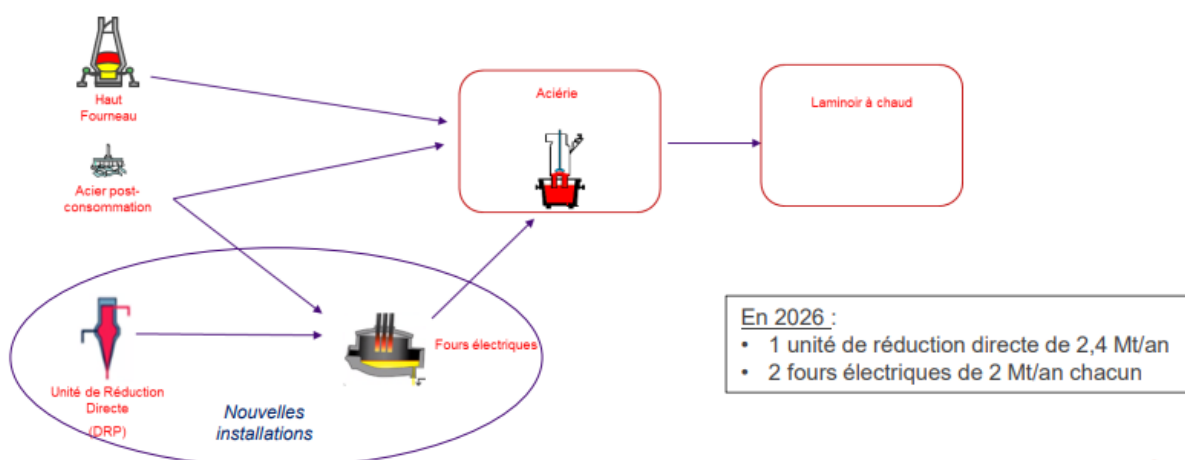 Haut
Fourneau
Acier post-
consommation
Aciérie
Laminoir à chaud
Fours électriques
Unité de Réduction
Directe
(DRP)
Nouvelles
installations
En 2026 :
• 1 unité de réduction directe de 2,4 Mt/an
• 2 fours électriques de 2 Mt/an chacun